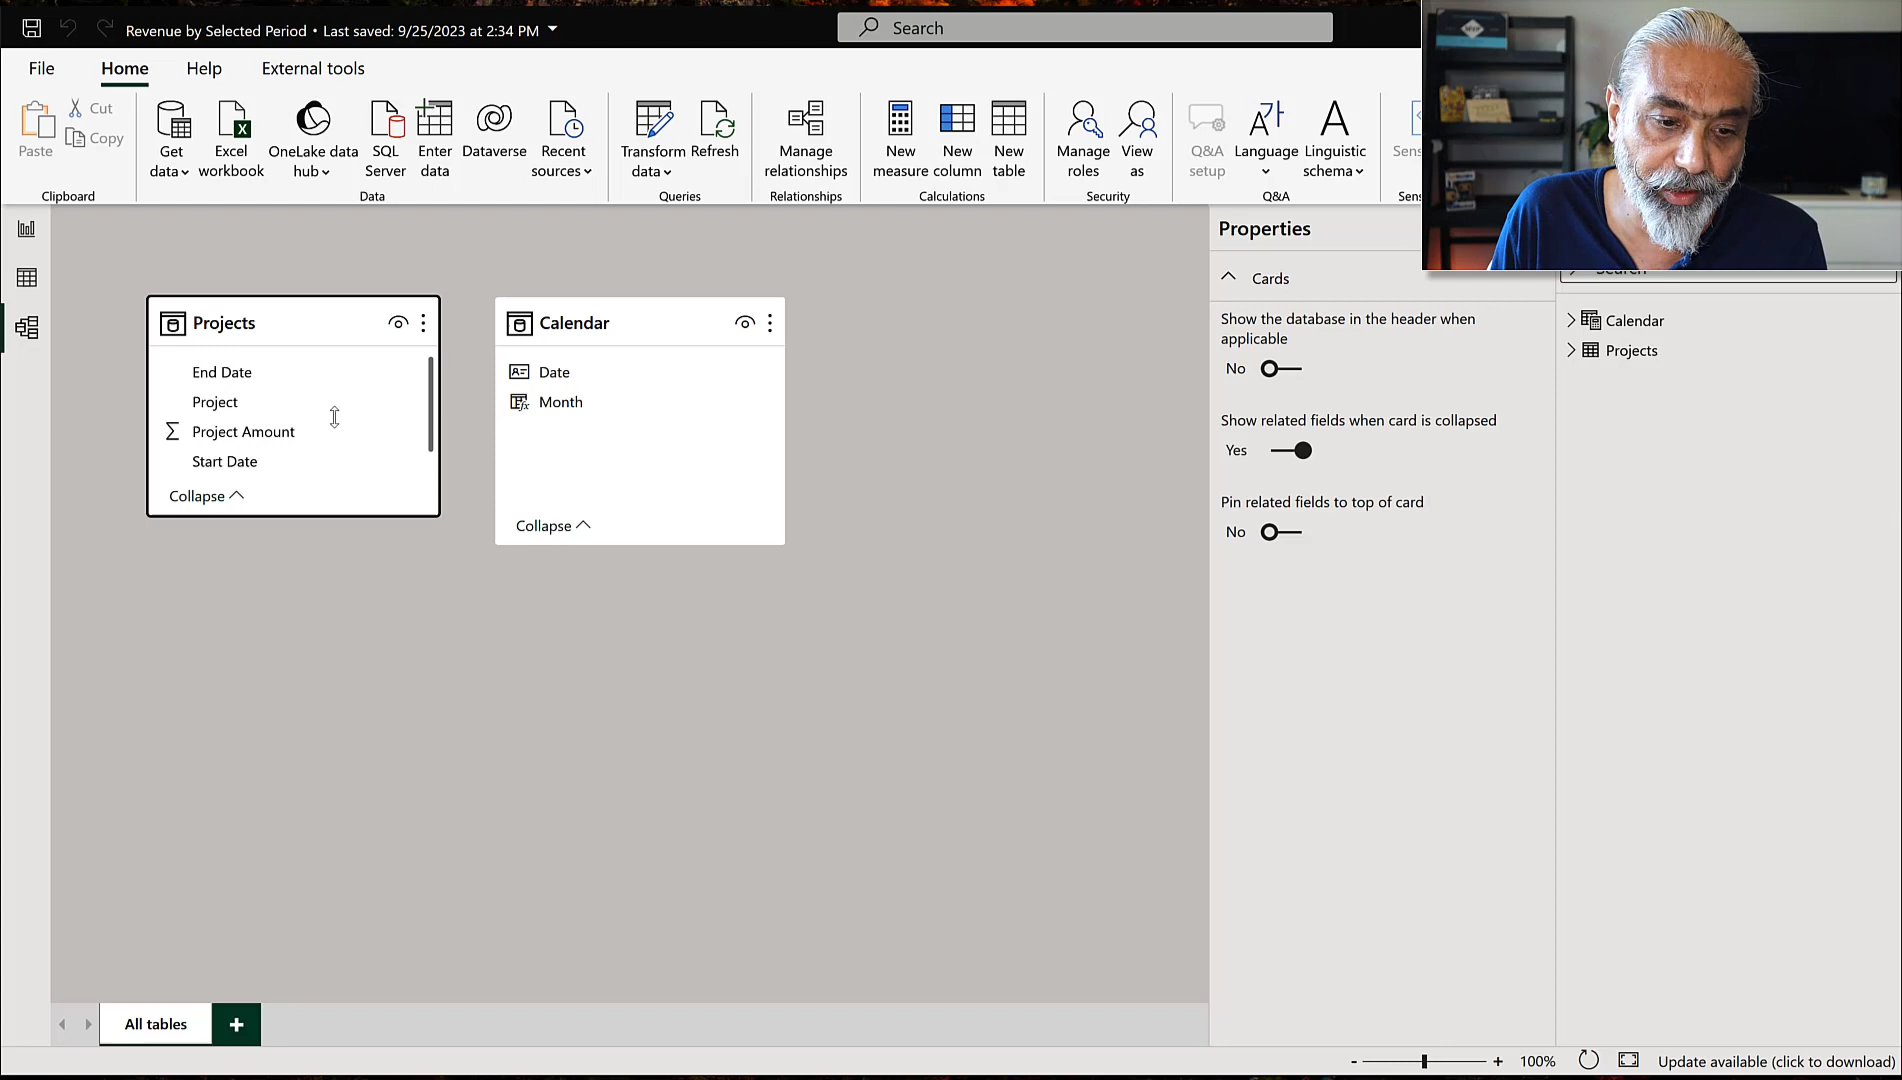 Revenue by Selected Period • Last saved: 9/25/2023 at 2:34 PM
Search
File
Home
Help
External tools
Paste
Cut
Copy
Clipboard
Get data
Excel workbook
OneLake data hub
SQL Server
Enter data
Dataverse
Recent sources
Data
Transform data
Refresh
Queries
Manage relationships
Relationships
New measure
New column
New table
Calculations
Manage roles
View as
Security
Q&A setup
Language
Linguistic schema
Q&A
Sens
Sens
Projects
End Date
Project
Project Amount
Start Date
Collapse
Calendar
Date
Month
Collapse
Properties
Cards
Show the database in the header when
applicable
No
Show related fields when card is collapsed
Yes
Pin related fields to top of card
No
Search
Calendar
Projects
All tables
+
- + 100% Update available (click to download)